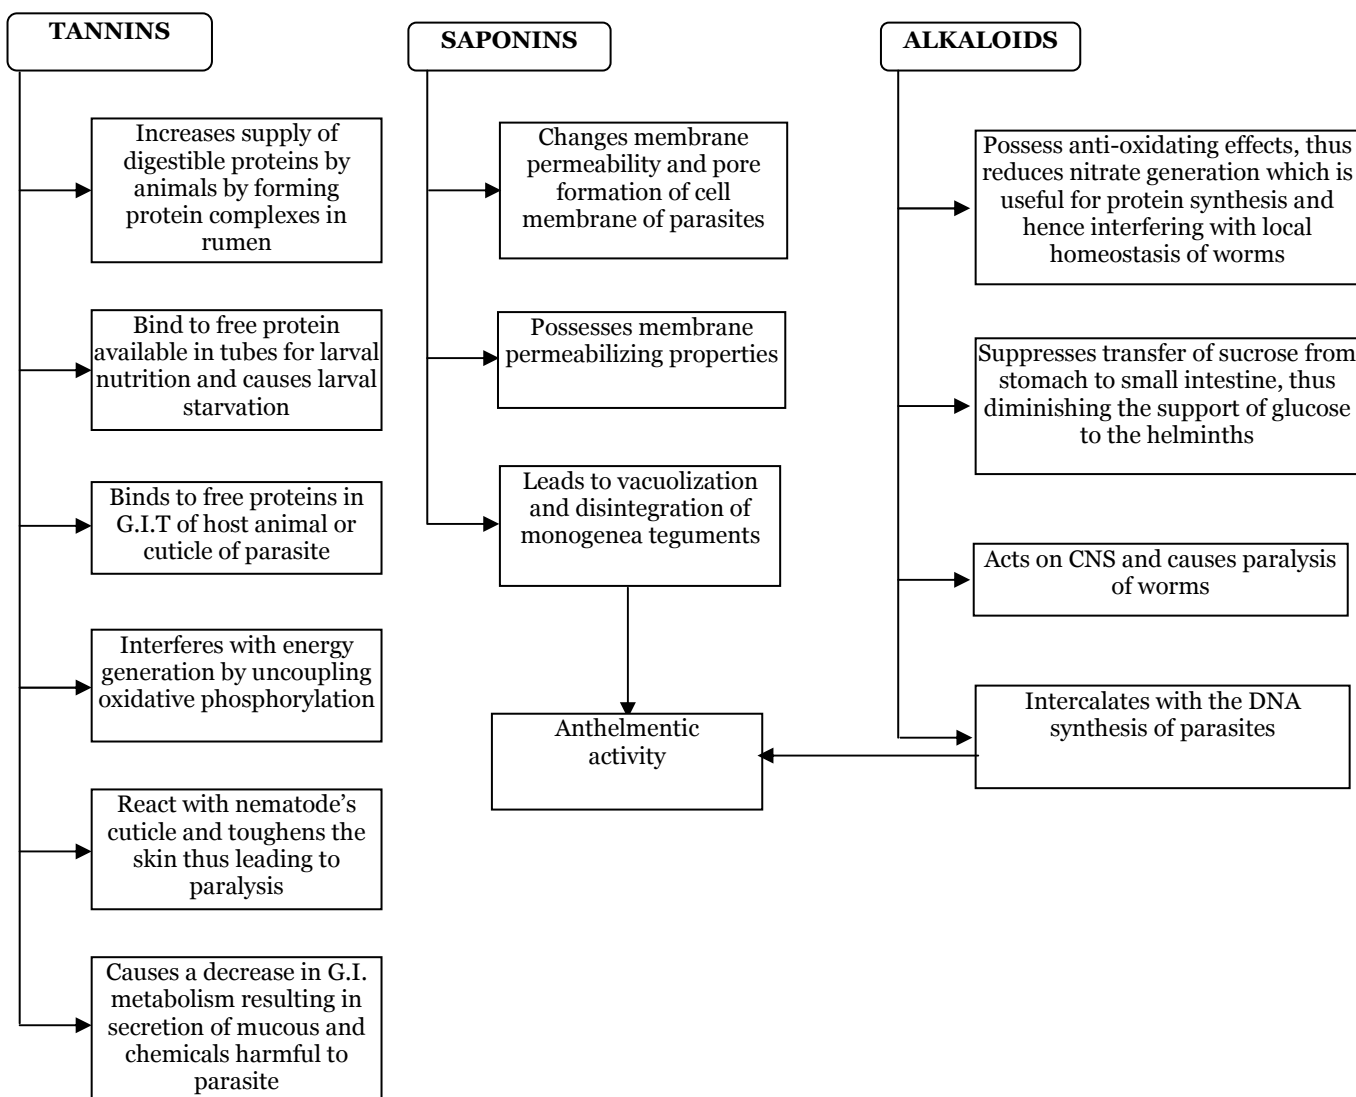 TANNINS
Increases supply of
digestible proteins by
animals by forming
protein complexes in
rumen
Bind to free protein
available in tubes for larval
nutrition and causes larval
starvation
Binds to free proteins in
G.I.T of host animal or
cuticle of parasite
Interferes with energy
generation by uncoupling
oxidative phosphorylation
React with nematode’s
cuticle and toughens the
skin thus leading to
paralysis
Causes a decrease in G.I.
metabolism resulting in
secretion of mucous and
chemicals harmful to
parasite
SAPONINS
Changes membrane
permeability and pore
formation of cell
membrane of parasites
Possesses membrane
permeabilizing properties
Leads to vacuolization
and disintegration of
monogenea teguments
Anthelmentic
activity
ALKALOIDS
Possess anti-oxidating effects, thus
reduces nitrate generation which is
useful for protein synthesis and
hence interfering with local
homeostasis of worms
Suppresses transfer of sucrose from
stomach to small intestine, thus
diminishing the support of glucose
to the helminths
Acts on CNS and causes paralysis
of worms
Intercalates with the DNA
synthesis of parasites